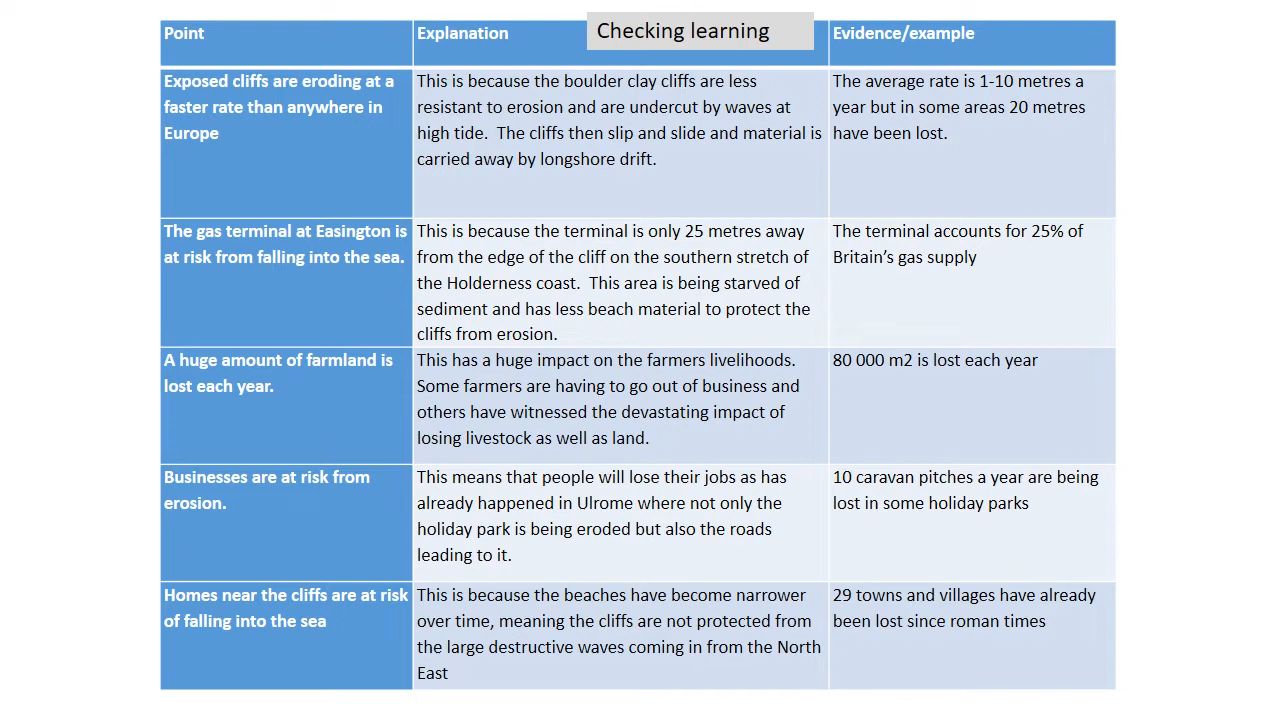 Checking learning
Point
Explanation
Evidence/example
Exposed cliffs are eroding at a
faster rate than anywhere in
Europe
This is because the boulder clay cliffs are less
resistant to erosion and are undercut by waves at
high tide.  The cliffs then slip and slide and material is
carried away by longshore drift.
The average rate is 1-10 metres a
year but in some areas 20 metres
have been lost.
The gas terminal at Easington is
at risk from falling into the sea.
This is because the terminal is only 25 metres away
from the edge of the cliff on the southern stretch of
the Holderness coast.  This area is being starved of
sediment and has less beach material to protect the
cliffs from erosion.
The terminal accounts for 25% of
Britain’s gas supply
A huge amount of farmland is
lost each year.
This has a huge impact on the farmers livelihoods.
Some farmers are having to go out of business and
others have witnessed the devastating impact of
losing livestock as well as land.
80 000 m2 is lost each year
Businesses are at risk from
erosion.
This means that people will lose their jobs as has
already happened in Ulrome where not only the
holiday park is being eroded but also the roads
leading to it.
10 caravan pitches a year are being
lost in some holiday parks
Homes near the cliffs are at risk
of falling into the sea
This is because the beaches have become narrower
over time, meaning the cliffs are not protected from
the large destructive waves coming in from the North
East
29 towns and villages have already
been lost since roman times